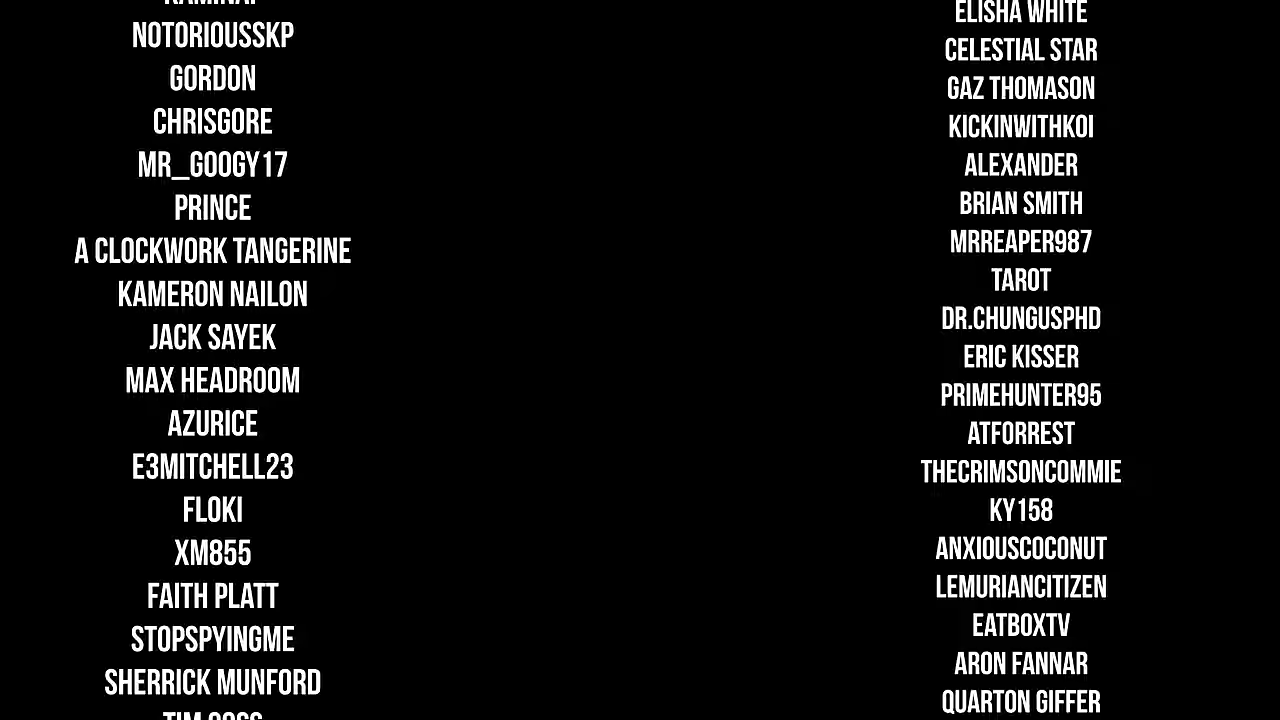 NOTORIOUSSKP
GORDON
CHRISGORE
MR_GOOGY17
PRINCE
A CLOCKWORK TANGERINE
KAMERON NAILON
JACK SAYEK
MAX HEADROOM
AZURICE
E3MITCHELL23
FLOKI
XM855
FAITH PLATT
STOPSPYINGME
SHERRICK MUNFORD
TIM
ELISHA WHITE
CELESTIAL STAR
GAZ THOMASON
KICKINWITHKOI
ALEXANDER
BRIAN SMITH
MRREAPER987
TAROT
DR.CHUNGUSPHD
ERIC KISSER
PRIMEHUNTER95
ATFORREST
THECRIMSONCOMMIE
KY158
ANXIOUSCOCONUT
LEMURIANCITIZEN
EATBOXTV
ARON FANNAR
QUARTON GIFFER